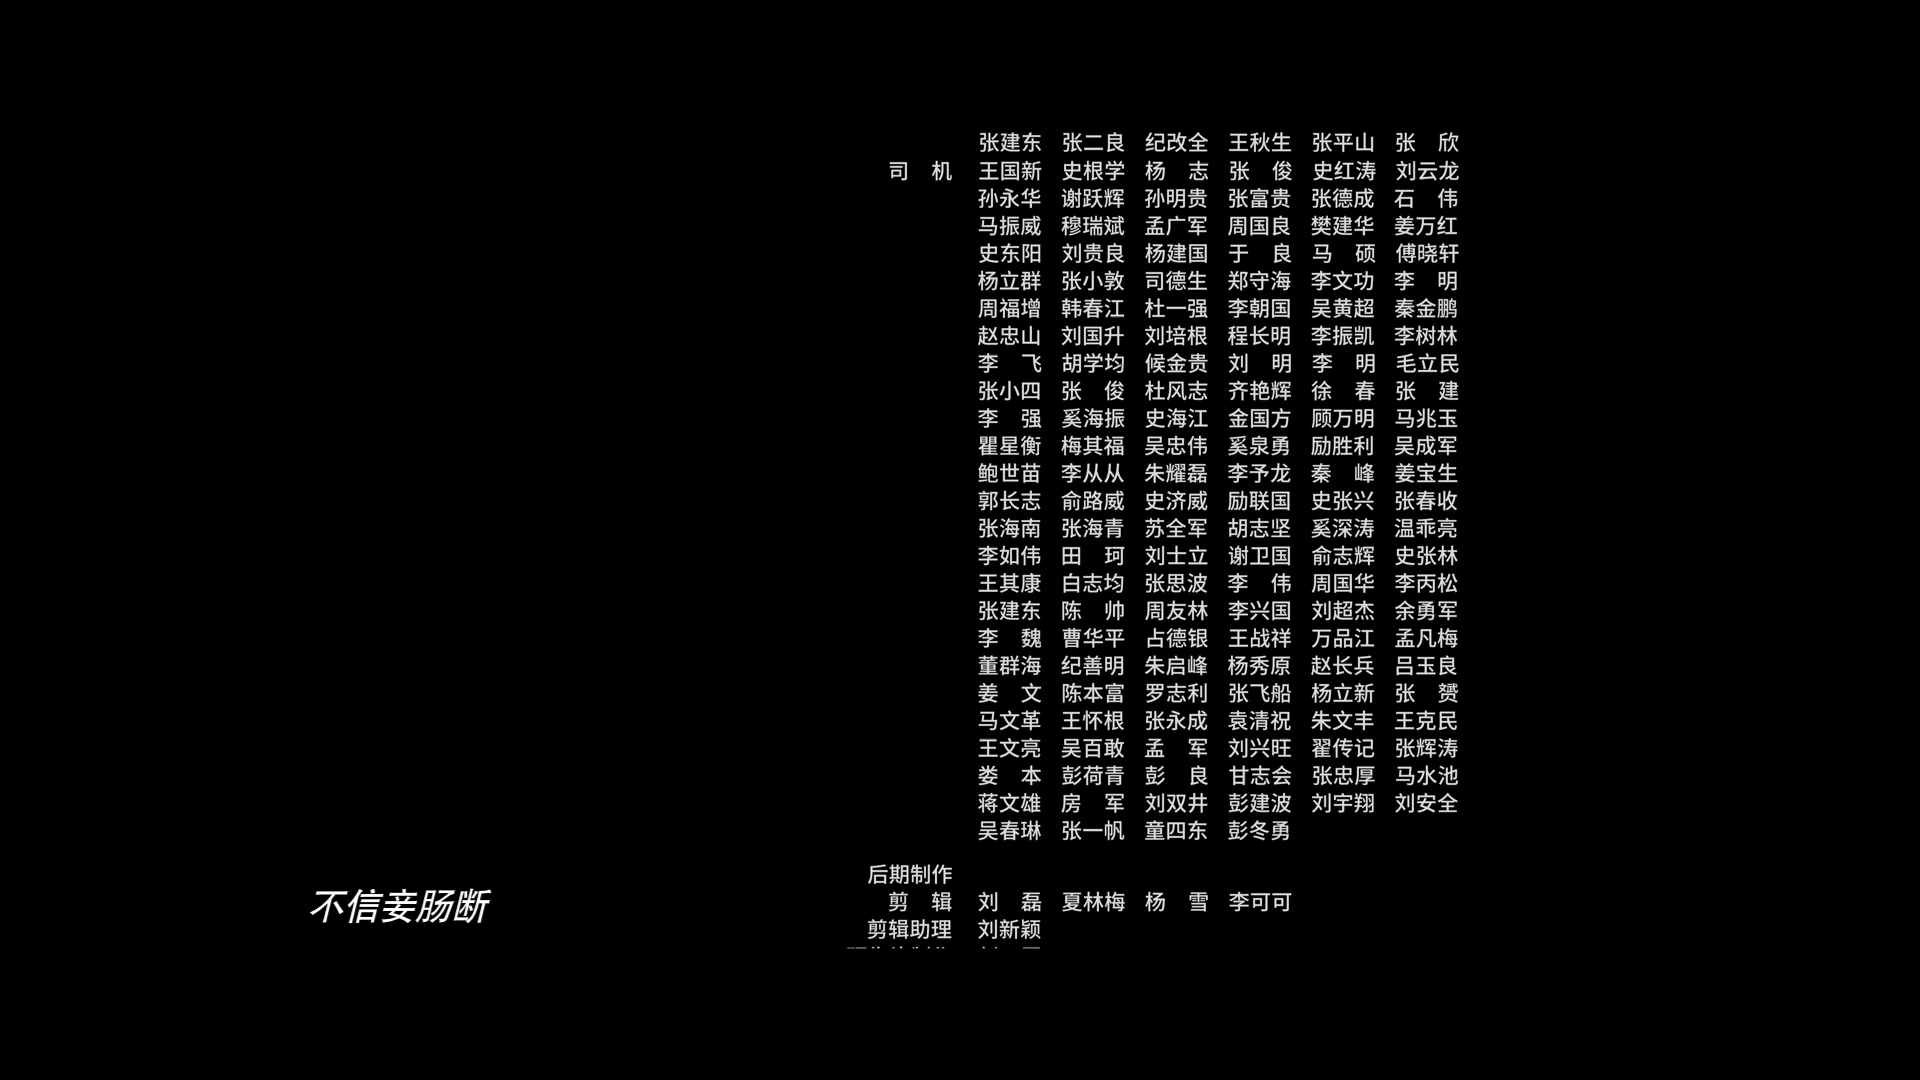 张建东 张二良 纪改全 王秋生 张平山 张 欣
司 机 王国新 史根学 杨 志 张 俊 史红涛 刘云龙
孙永华 谢跃辉 孙明贵 张富贵 张德成 石 伟
马振威 穆瑞斌 孟广军 周国良 樊建华 姜万红
史东阳 刘贵良 杨建国 于 良 马 硕 傅晓轩
杨立群 张小敦 司德生 郑守海 李文功 李 明
周福增 韩春江 杜一强 李朝国 吴黄超 秦金鹏
赵忠山 刘国升 刘培根 程长明 李振凯 李树林
李 飞 胡学均 候金贵 刘 明 李 明 毛立民
张小四 张 俊 杜风志 齐艳辉 徐 春 张 建
李 强 奚海振 史海江 金国方 顾万明 马兆玉
瞿星衡 梅其福 吴忠伟 奚泉勇 励胜利 吴成军
鲍世苗 李从从 朱耀磊 李予龙 秦 峰 姜宝生
郭长志 俞路威 史济威 励联国 史张兴 张春收
张海南 张海青 苏全军 胡志坚 奚深涛 温乖亮
李如伟 田 珂 刘士立 谢卫国 俞志辉 史张林
王其康 白志均 张思波 李 伟 周国华 李丙松
张建东 陈 帅 周友林 李兴国 刘超杰 余勇军
李 魏 曹华平 占德银 王战祥 万品江 孟凡梅
董群海 纪善明 朱启峰 杨秀原 赵长兵 吕玉良
姜 文 陈本富 罗志利 张飞船 杨立新 张 赟
马文革 王怀根 张永成 袁清祝 朱文丰 王克民
王文亮 吴百敢 孟 军 刘兴旺 翟传记 张辉涛
娄 本 彭荷青 彭 良 甘志会 张忠厚 马水池
蒋文雄 房 军 刘双井 彭建波 刘宇翔 刘安全
吴春琳 张一帆 童四东 彭冬勇
后期制作
剪 辑 刘 磊 夏林梅 杨 雪 李可可
剪辑助理 刘新颖
不信妾肠断